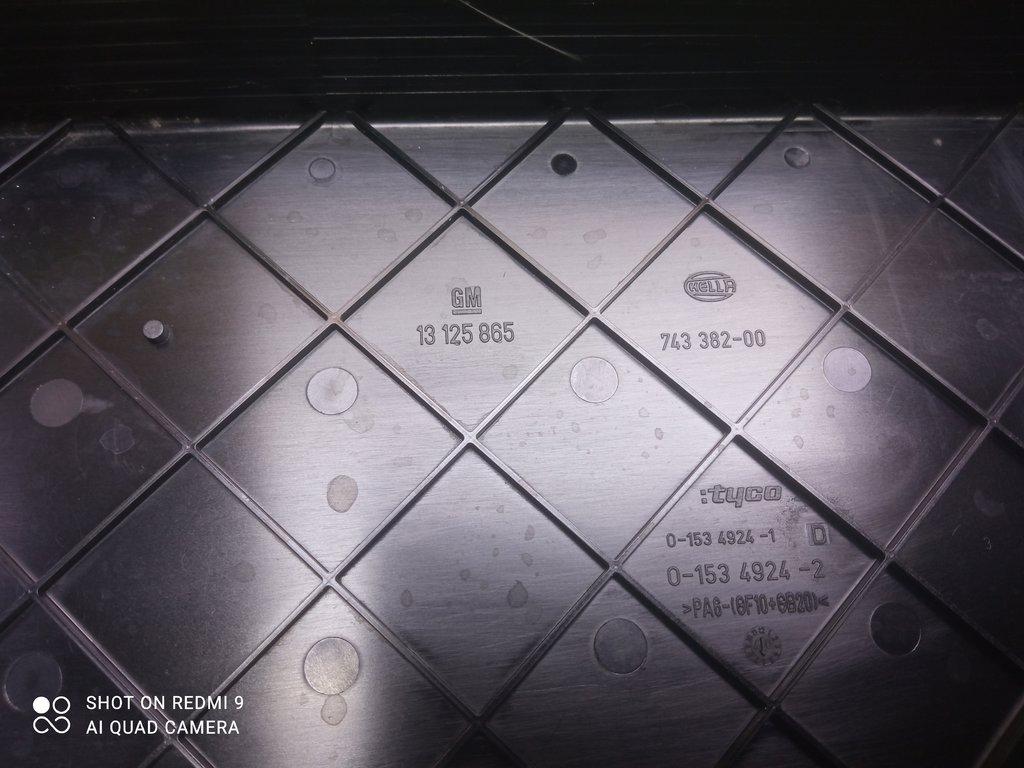 GM
13 125 865
HELLA
743 382-00
:tyco
0-153 4924 -1 D
0-153 4924 -2
>PA6-(GF10+GB20)<
SHOT ON REDMI 9
AI QUAD CAMERA